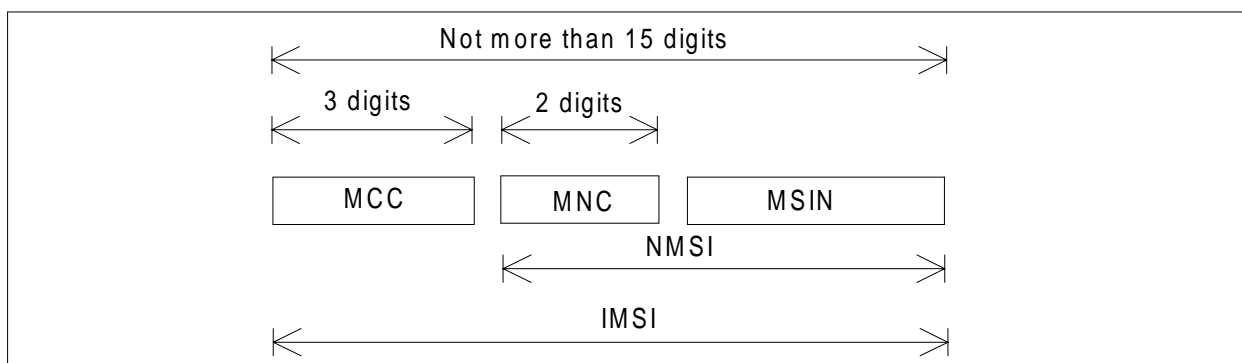 Not more than 15 digits
3 digits 2 digits
MCC MNC MSIN
NMSI
IMSI